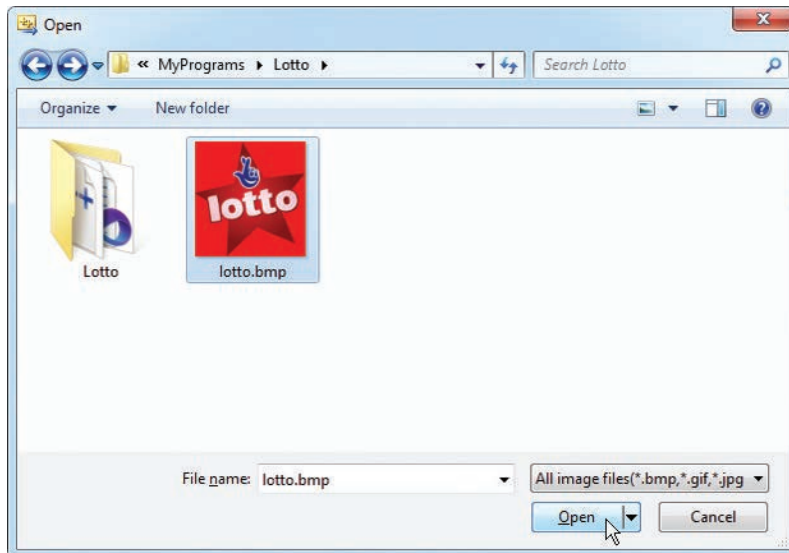 Open
« MyPrograms Lotto
Search Lotto
Organize
New folder
lotto
Lotto
lotto.bmp
File name: lotto.bmp
All image files(*.bmp,*.gif,*.jpg
Open
Cancel